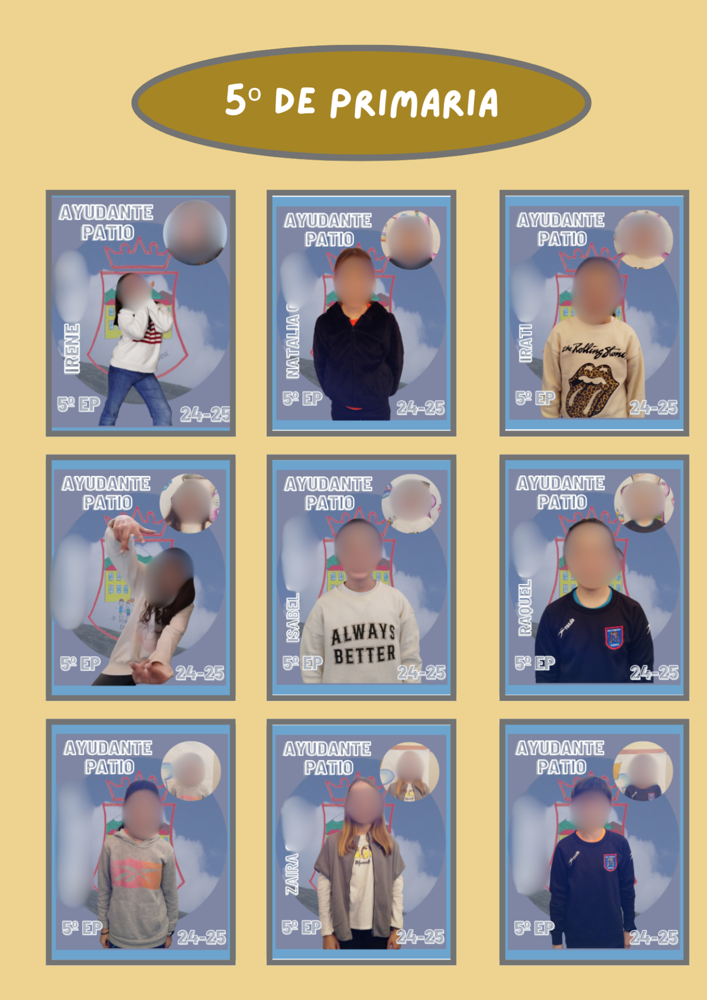 5º DE PRIMARIA
AYUDANTE
PATIO
IRENE
5º EP
24-25
AYUDANTE
PATIO
NATALIA
5º EP
24-25
AYUDANTE
PATIO
IRATI
the Rolling Stone
5º EP
24-25
AYUDANTE
PATIO
5º EP
24-25
AYUDANTE
PATIO
ISABEL
ALWAYS
BETTER
5º EP
24-25
AYUDANTE
PATIO
RAQUEL
5º EP
24-25
AYUDANTE
PATIO
5º EP
24-25
AYUDANTE
PATIO
ZAIRA
5º EP
24-25
AYUDANTE
PATIO
5º EP
24-25